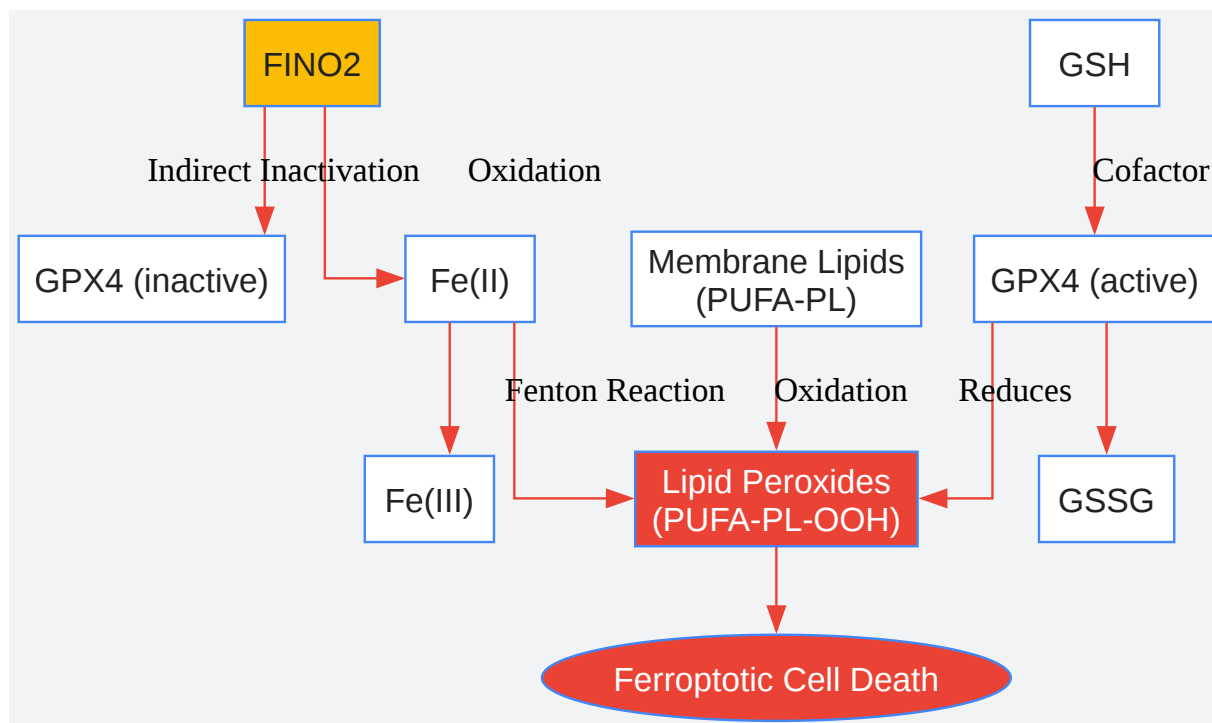 FINO2
GSH
Indirect Inactivation
Oxidation
Cofactor
GPX4 (inactive)
Fe(II)
Membrane Lipids
(PUFA-PL)
GPX4 (active)
Fenton Reaction
Oxidation
Reduces
Fe(III)
Lipid Peroxides
(PUFA-PL-OOH)
GSSG
Ferroptotic Cell Death